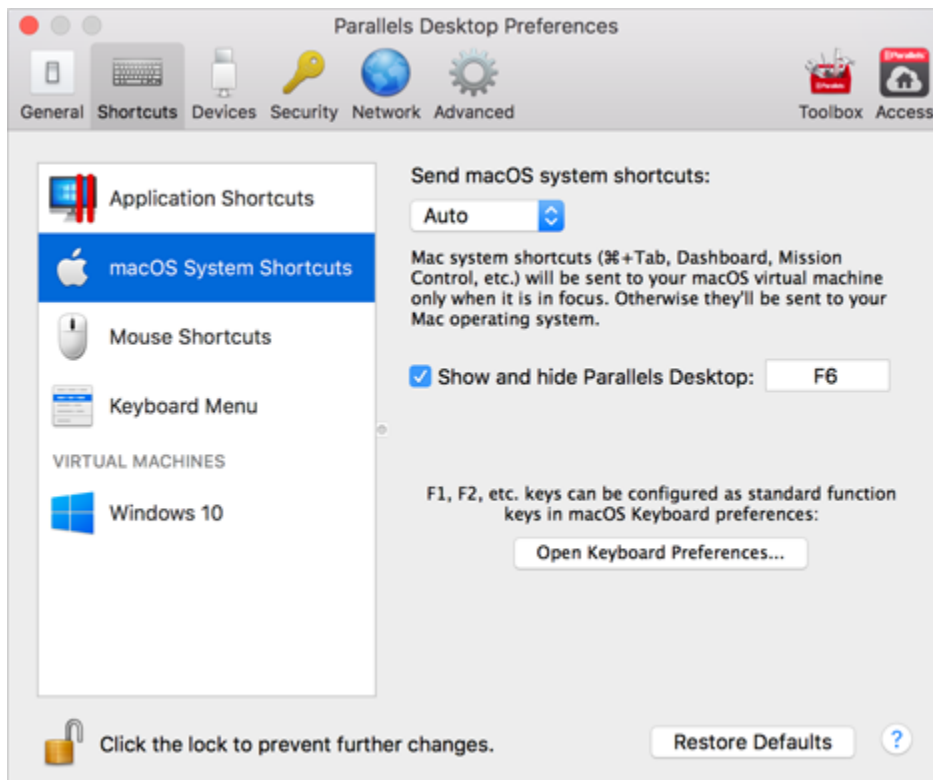 Parallels Desktop Preferences
General Shortcuts Devices Security Network Advanced Toolbox Access
Application Shortcuts
macOS System Shortcuts
Mouse Shortcuts
Keyboard Menu
VIRTUAL MACHINES
Windows 10
Send macOS system shortcuts:
Auto
Mac system shortcuts (⌘+Tab, Dashboard, Mission
Control, etc.) will be sent to your macOS virtual machine
only when it is in focus. Otherwise they'll be sent to your
Mac operating system.
Show and hide Parallels Desktop: F6
F1, F2, etc. keys can be configured as standard function
keys in macOS Keyboard preferences:
Open Keyboard Preferences...
Click the lock to prevent further changes.
Restore Defaults ?